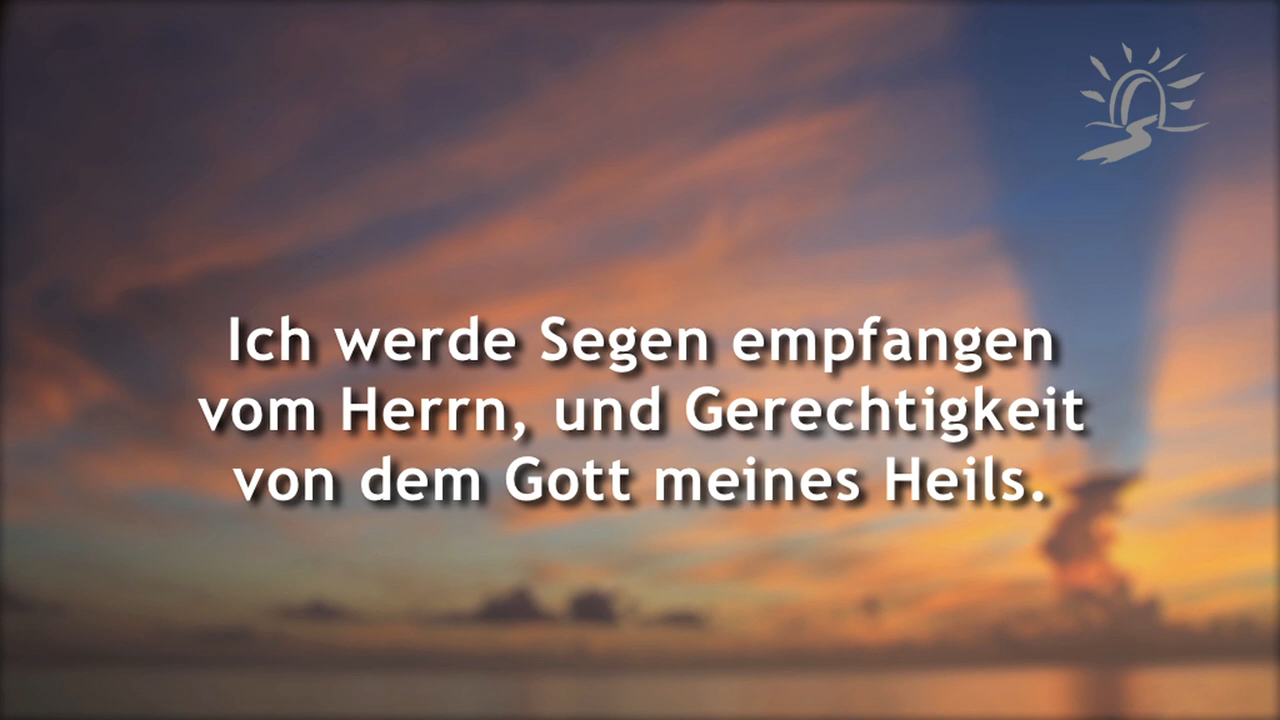 Ich werde Segen empfangen
vom Herrn, und Gerechtigkeit
von dem Gott meines Heils.